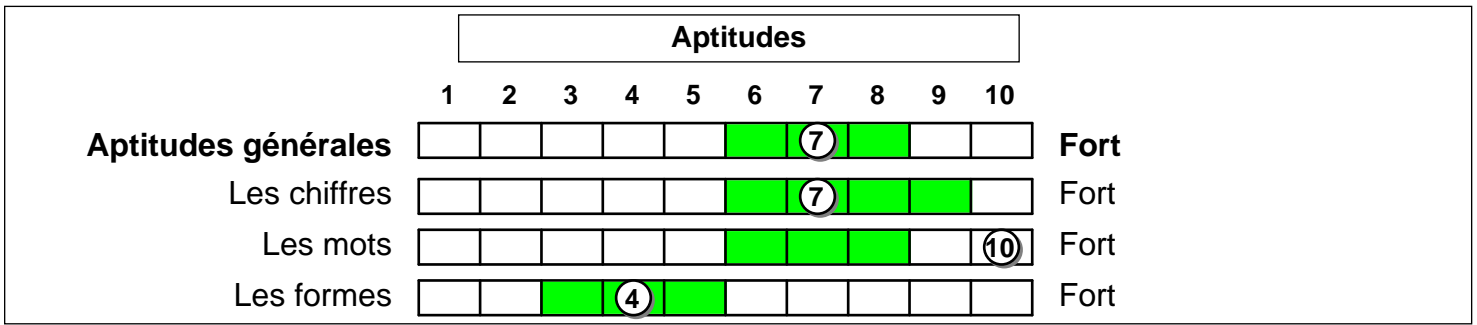 Aptitudes
1 2 3 4 5 6 7 8 9 10
Aptitudes générales 7 Fort
Les chiffres 7 Fort
Les mots 10 Fort
Les formes 4 Fort